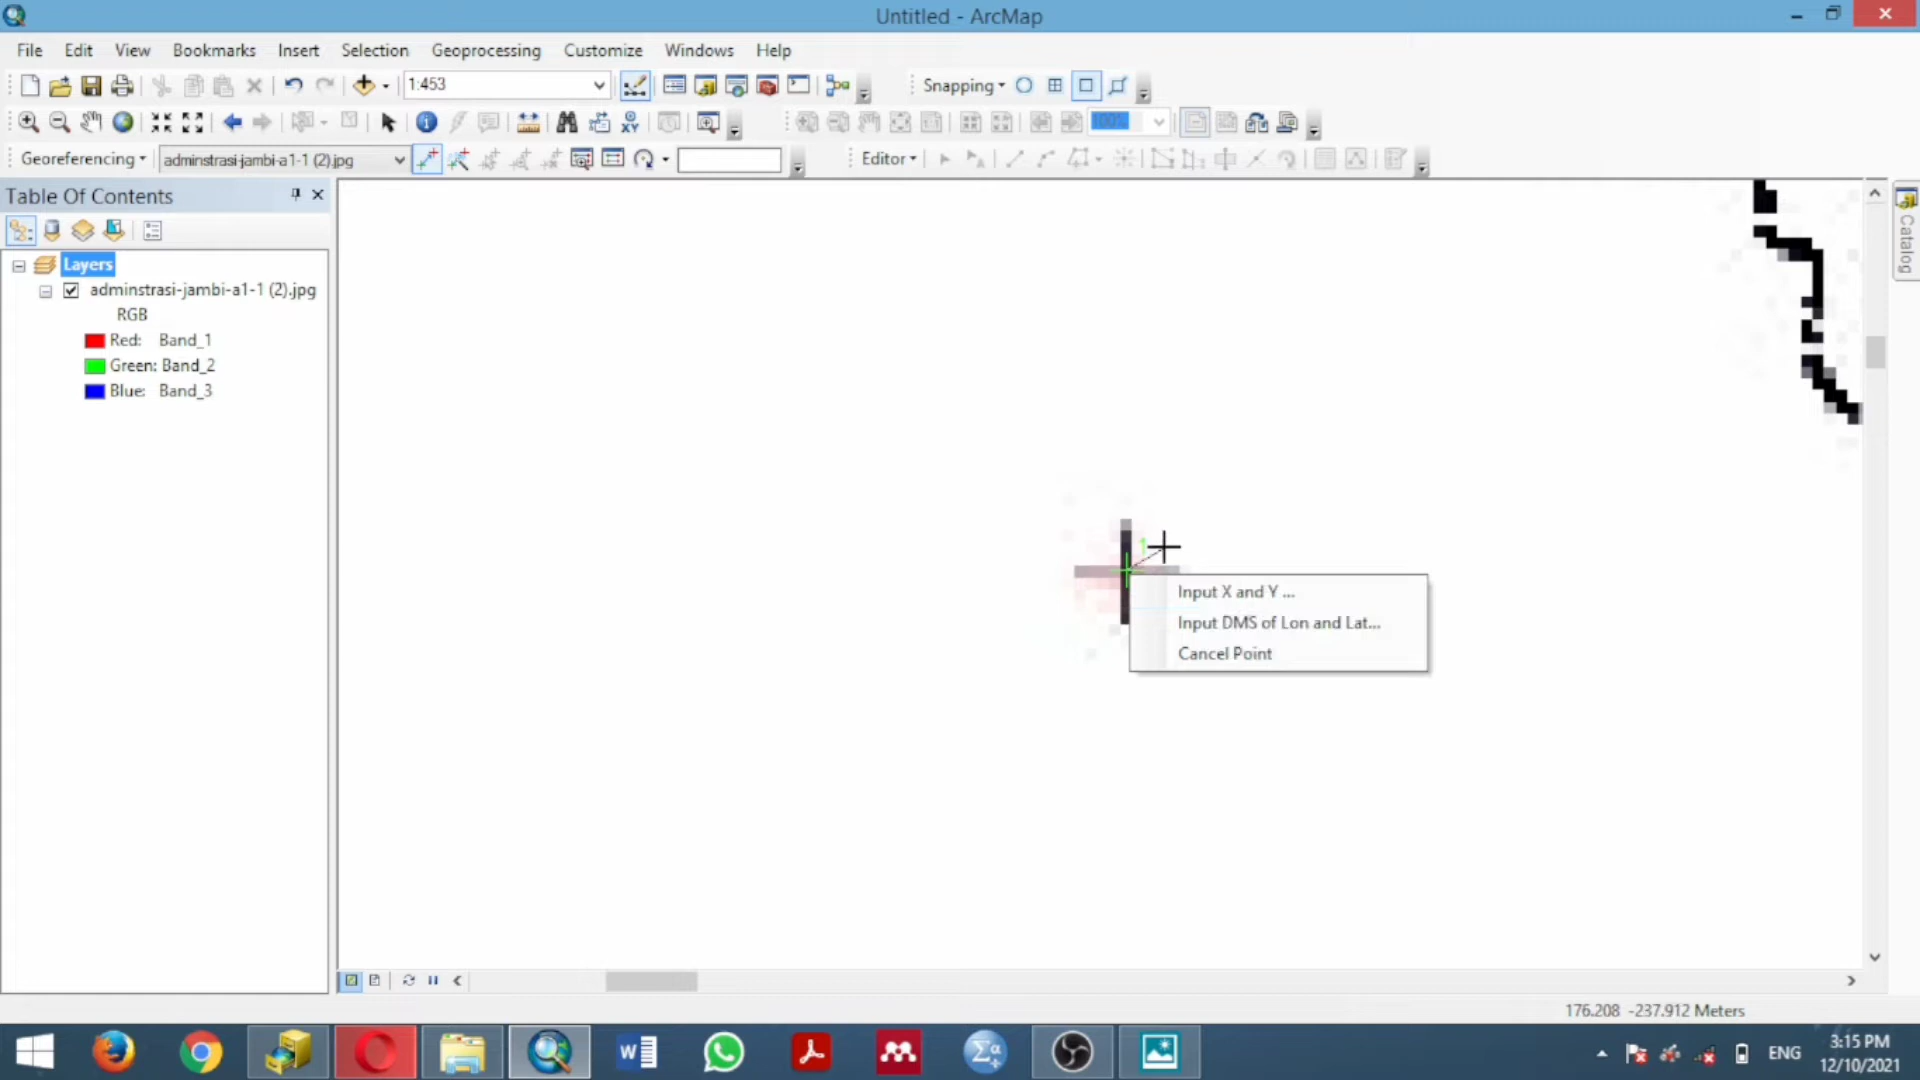 Untitled - ArcMap
File Edit View Bookmarks Insert Selection Geoprocessing Customize Windows Help
1:453
Snapping
100%
Georeferencing
adminstrasi-jambi-a1-1 (2).jpg
Editor
Table Of Contents
Catalog
Layers
adminstrasi-jambi-a1-1 (2).jpg
RGB
Red: Band_1
Green: Band_2
Blue: Band_3
1
Input X and Y ...
Input DMS of Lon and Lat...
Cancel Point
176.208 -237.912 Meters
ENG
3:15 PM
12/10/2021